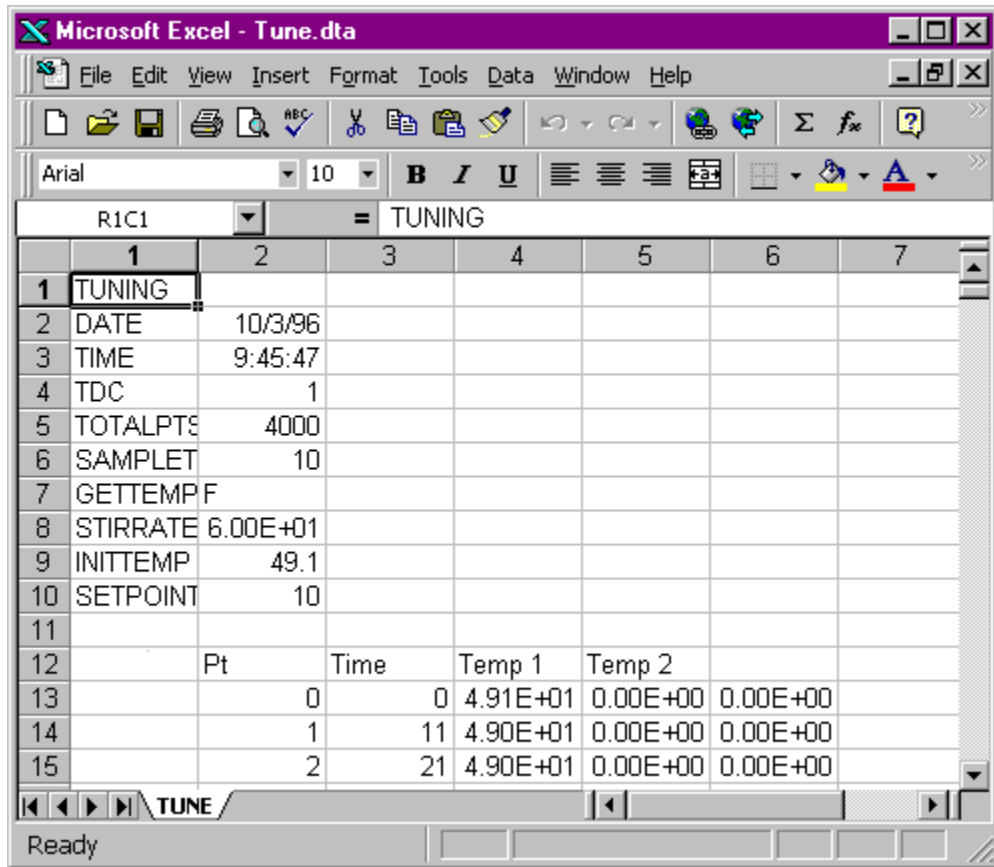 Microsoft Excel - Tune.dta
File Edit View Insert Format Tools Data Window Help
ABC Σ fx ?
Arial 10 B I U a A
R1C1 = TUNING
1 2 3 4 5 6 7
1 TUNING
2 DATE 10/3/96
3 TIME 9:45:47
4 TDC 1
5 TOTALPTS 4000
6 SAMPLET 10
7 GETTEMP F
8 STIRRATE 6.00E+01
9 INITTEMP 49.1
10 SETPOINT 10
11
12 Pt Time Temp 1 Temp 2
13 0 0 4.91E+01 0.00E+00 0.00E+00
14 1 11 4.90E+01 0.00E+00 0.00E+00
15 2 21 4.90E+01 0.00E+00 0.00E+00
TUNE
Ready